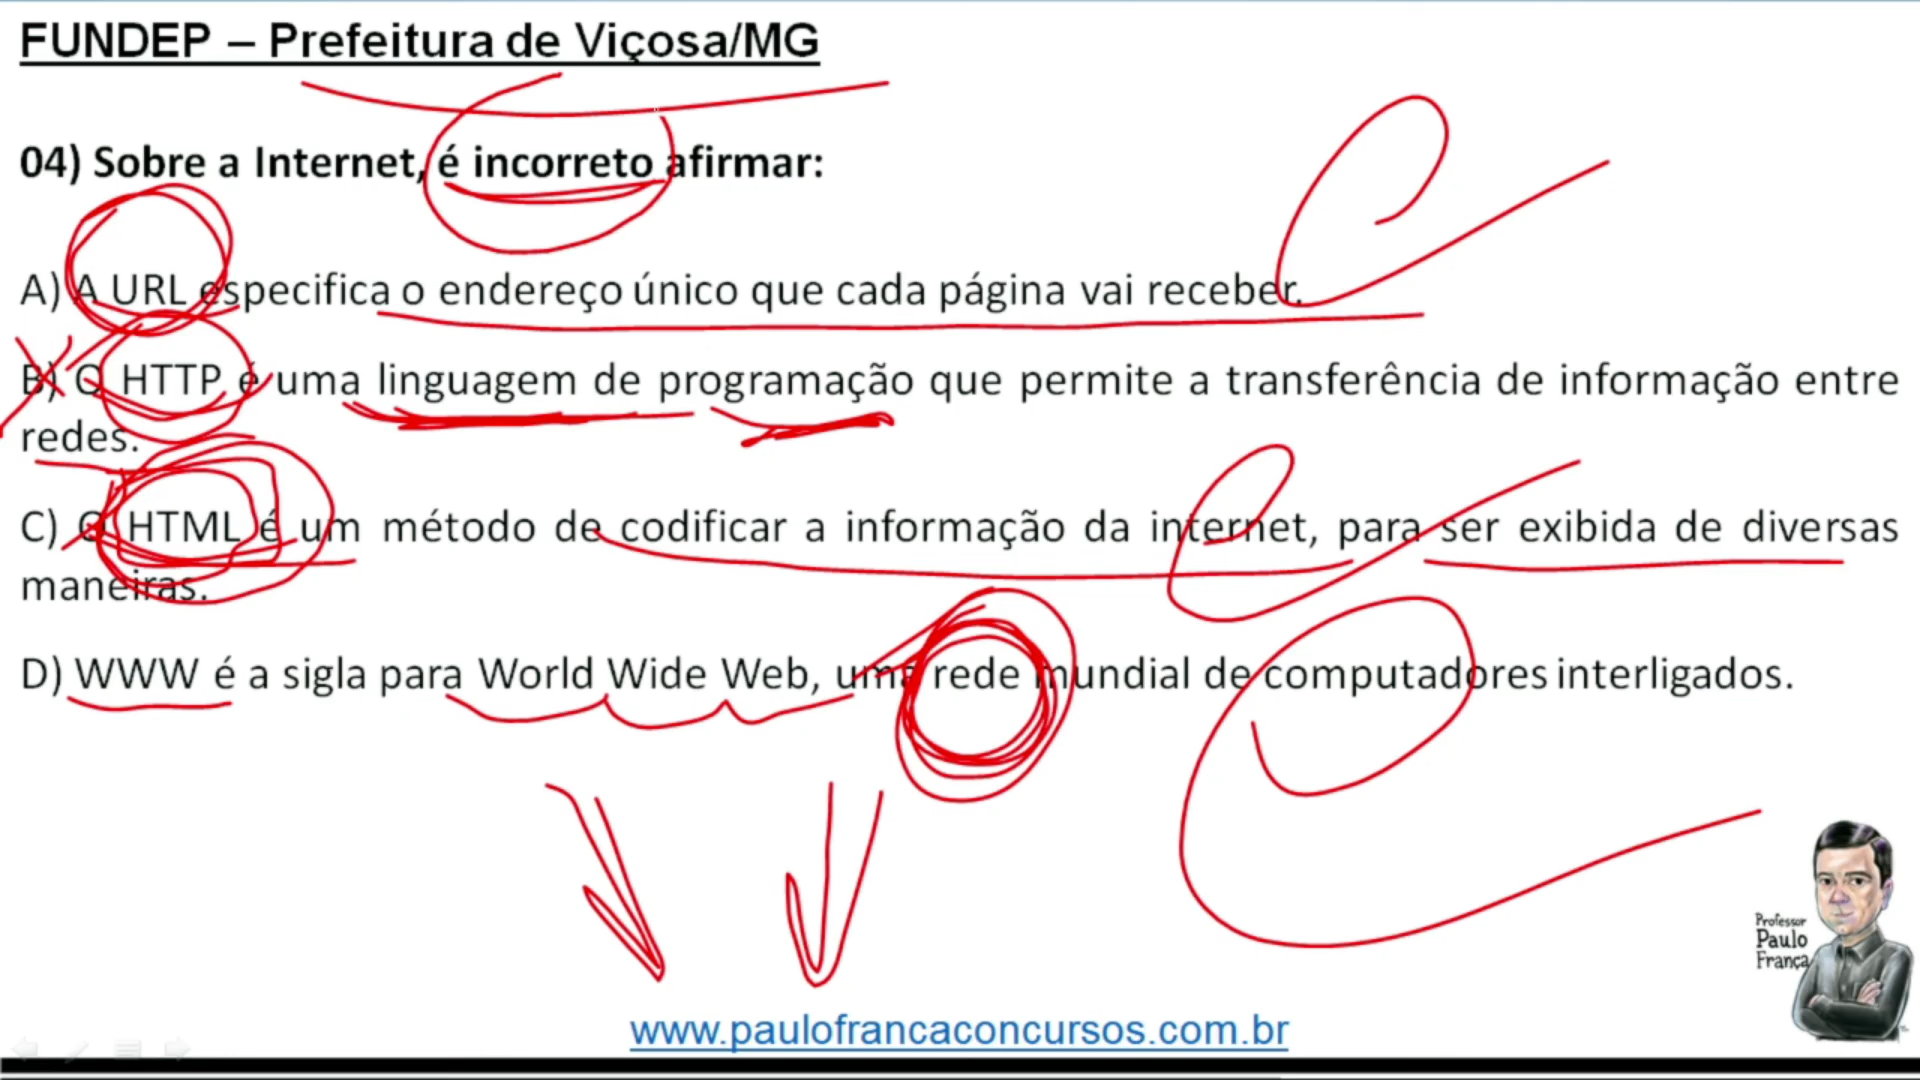 FUNDEP – Prefeitura de Viçosa/MG
04) Sobre a Internet, é incorreto afirmar:
A) A URL especifica o endereço único que cada página vai receber.
B) O HTTP é uma linguagem de programação que permite a transferência de informação entre
redes.
C) O HTML é um método de codificar a informação da internet, para ser exibida de diversas
maneiras.
D) WWW é a sigla para World Wide Web, uma rede mundial de computadores interligados.
Professor
Paulo
França
www.paulofrancaconcursos.com.br